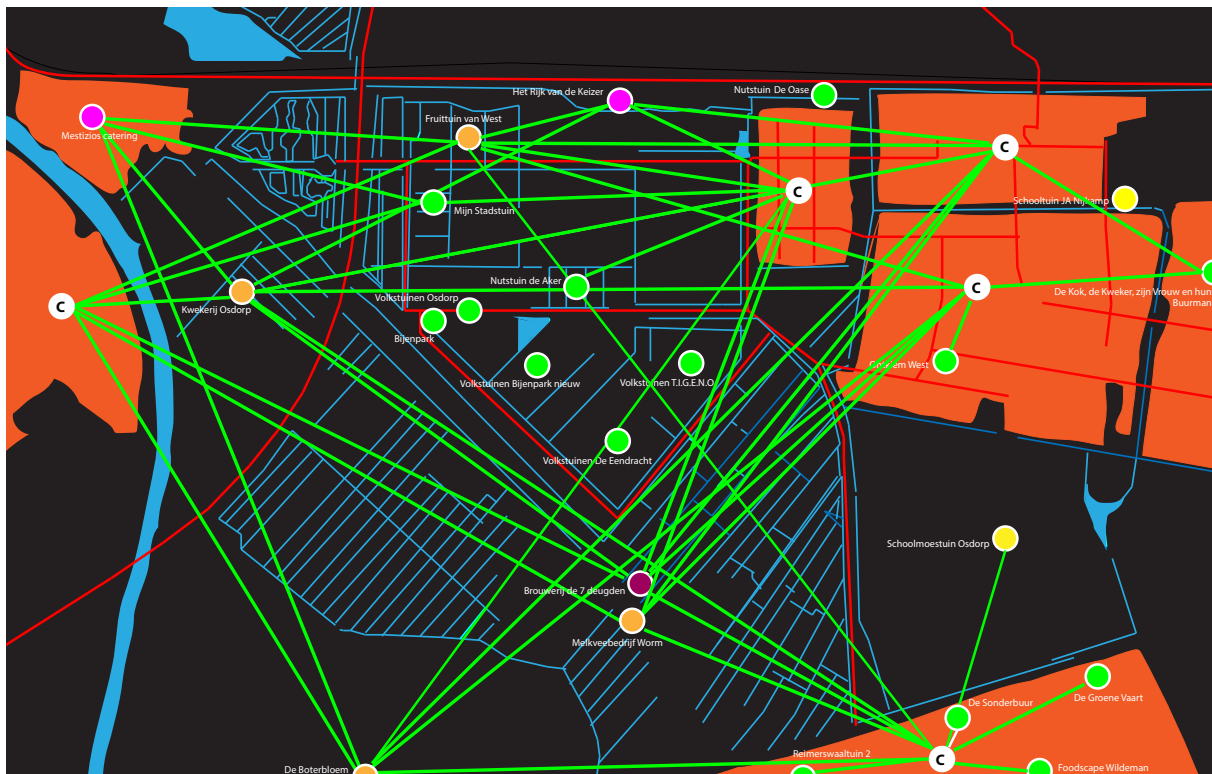 Het Rijk van de Keizer
Nutstuin De Oase
Fruittuin van West
Mestizios catering
C
C
Schooltuin JA Nijkamp
Mijn Stadstuin
Nutstuin de Aker
C
De Kok, de Kweker, zijn Vrouw en hun
Buurman
Volkstuinen Osdorp
Kwekerij Osdorp
C
Bijenpark
Volkstuinen Bijenpark nieuw
Volkstuinen T.I.G.E.N.O.
West
Volkstuinen De Eendracht
Schoolmoestuin Osdorp
Brouwerij de 7 deugden
Melkveebedrijf Worm
De Sonderbuur
De Groene Vaart
Reimerswaaltuin 2
C
De Boterbloem
Foodscape Wildeman